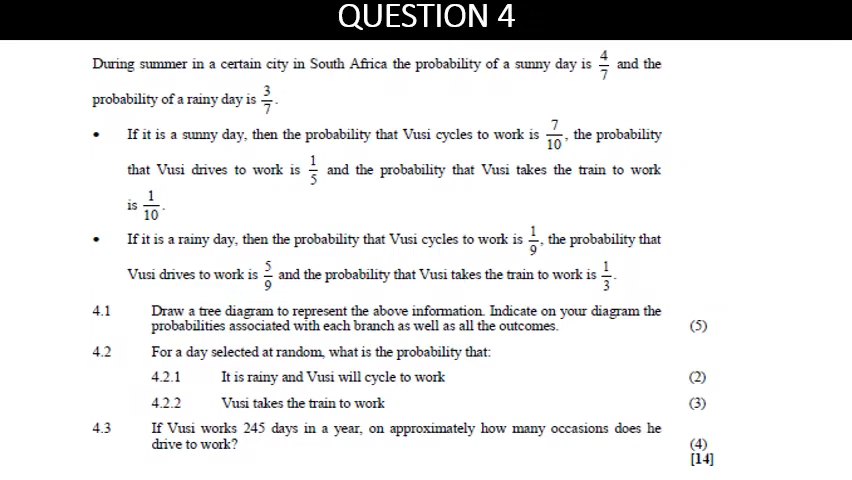 QUESTION 4
During summer in a certain city in South Africa the probability of a sunny day is 4/7 and the
probability of a rainy day is 3/7.
• If it is a sunny day, then the probability that Vusi cycles to work is 7/10, the probability
that Vusi drives to work is 1/5 and the probability that Vusi takes the train to work
is 1/10.
• If it is a rainy day, then the probability that Vusi cycles to work is 1/9, the probability that
Vusi drives to work is 5/9 and the probability that Vusi takes the train to work is 1/3.
4.1 Draw a tree diagram to represent the above information. Indicate on your diagram the
probabilities associated with each branch as well as all the outcomes. (5)
4.2 For a day selected at random, what is the probability that:
4.2.1 It is rainy and Vusi will cycle to work (2)
4.2.2 Vusi takes the train to work (3)
4.3 If Vusi works 245 days in a year, on approximately how many occasions does he
drive to work? (4)
[14]